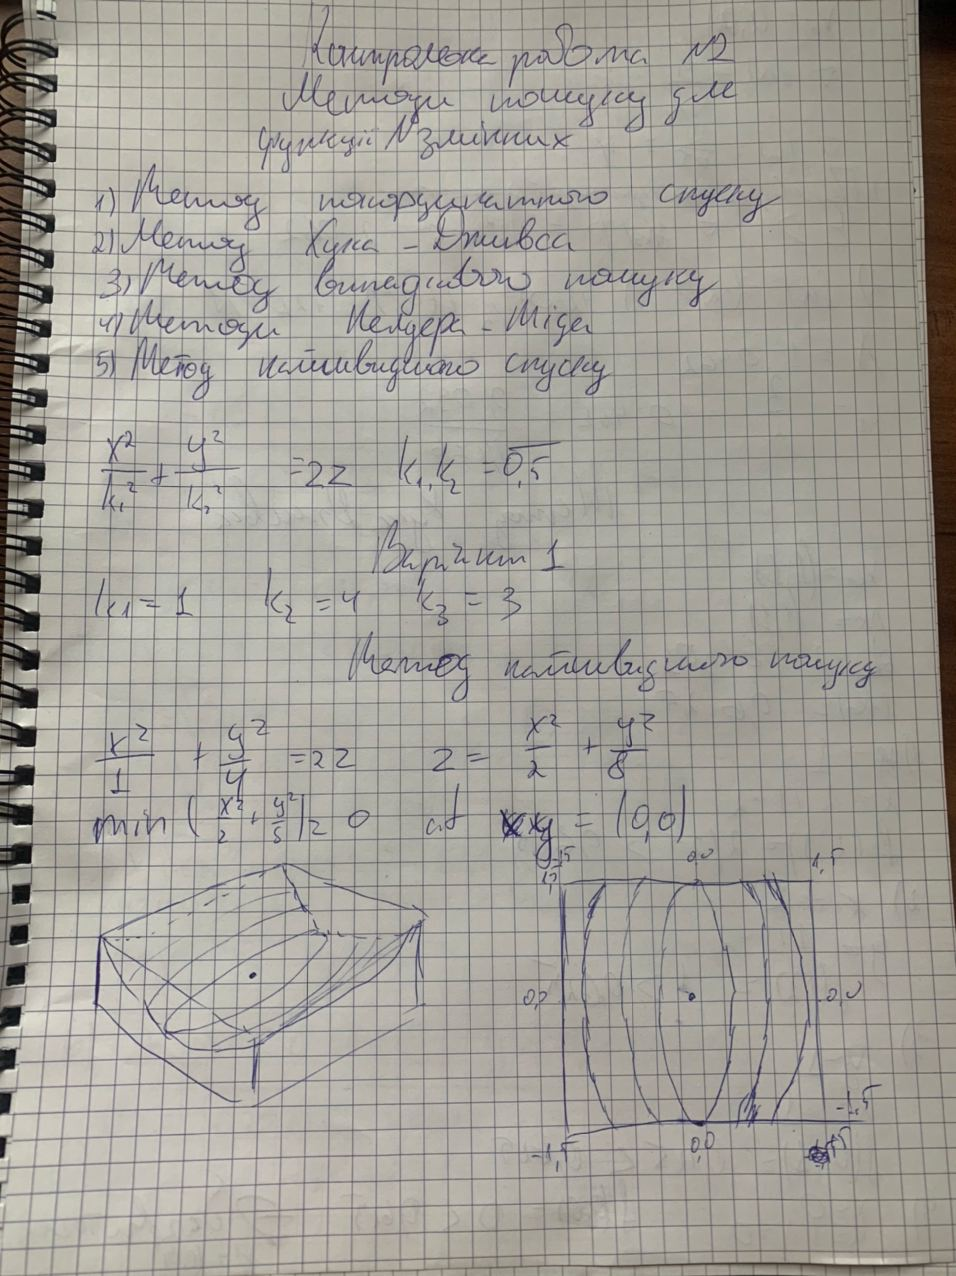 Контрольна робота №2
Методи пошуку для
функції N змінних
1) Метод покоординатного спуску
2) Метод Хука - Дживса
3) Метод випадкового пошуку
4) Методи Нелдера - Міда
5) Метод найшвидшого спуску
x²/k₁² + y²/k₂² = 2z k₁, k₂ = 0,5
Варіант 1
k₁ = 1 k₂ = 4 k₃ = 3
Метод найшвидшого пошуку
x²/1 + y²/4 = 2z z = x²/2 + y²/8
min (x²/2 + y²/8) = 0 at xy = (0,0)
0,0 1,5
0,0 0,0
-1,5
-1,5 0,0